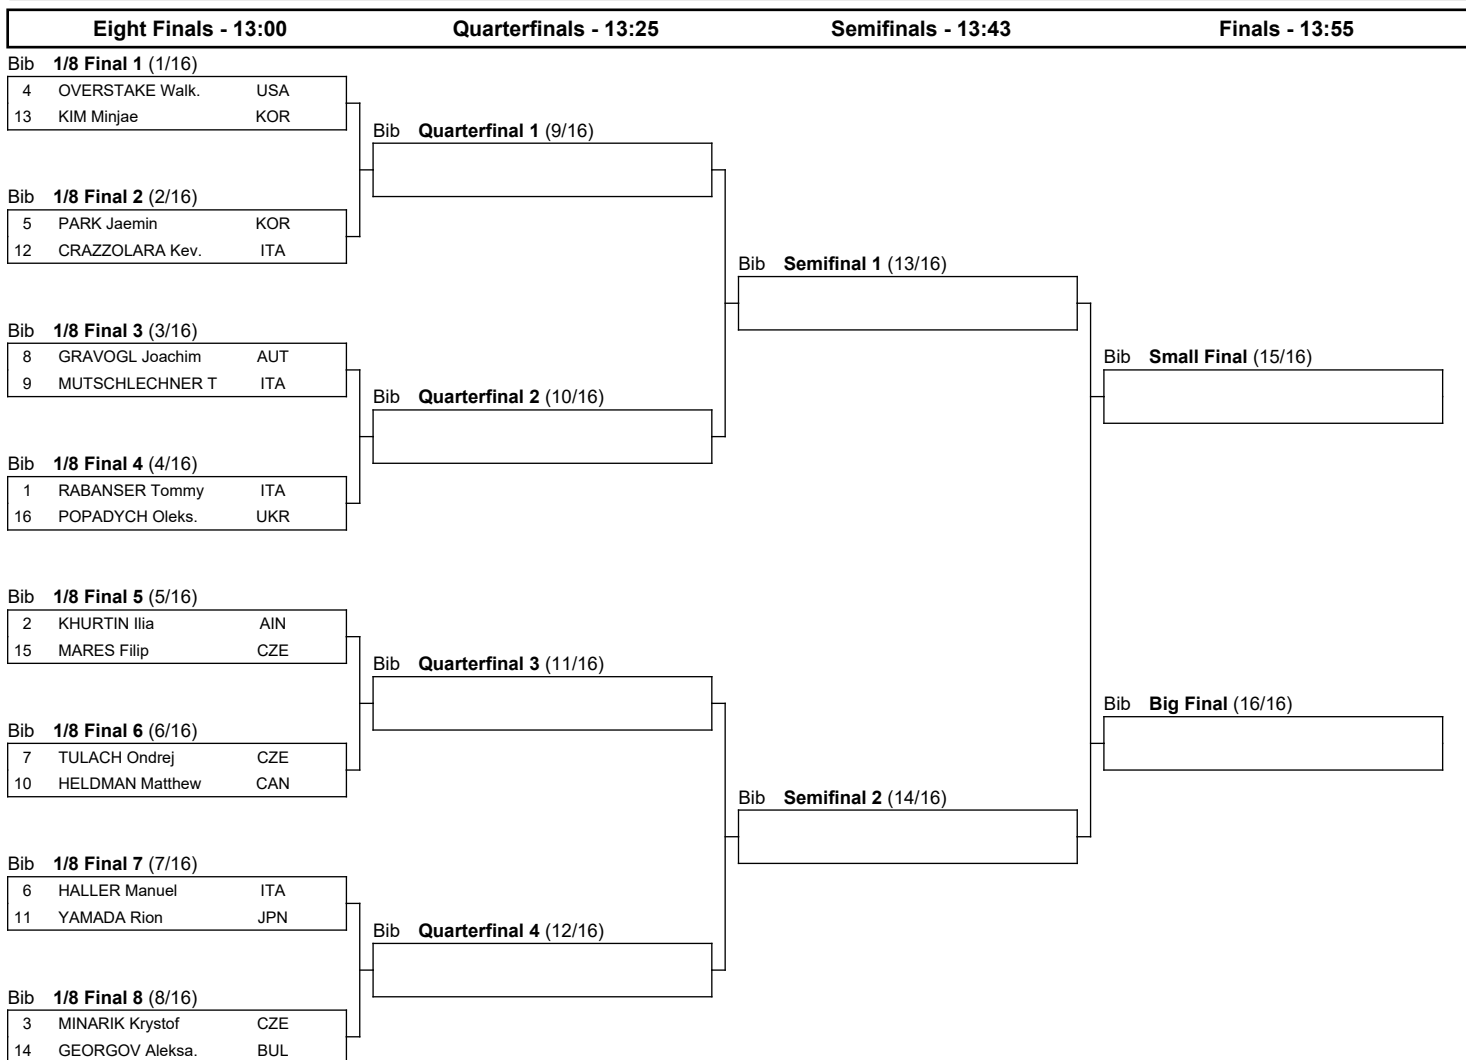 Eight Finals - 13:00 Quarterfinals - 13:25 Semifinals - 13:43 Finals - 13:55
Bib 1/8 Final 1 (1/16)
4 OVERSTAKE Walk. USA
13 KIM Minjae KOR
Bib Quarterfinal 1 (9/16)
Bib 1/8 Final 2 (2/16)
5 PARK Jaemin KOR
12 CRAZZOLARA Kev. ITA
Bib Semifinal 1 (13/16)
Bib 1/8 Final 3 (3/16)
8 GRAVOGL Joachim AUT
Bib Small Final (15/16)
9 MUTSCHLECHNER T ITA
Bib Quarterfinal 2 (10/16)
Bib 1/8 Final 4 (4/16)
1 RABANSER Tommy ITA
16 POPADYCH Oleks. UKR
Bib 1/8 Final 5 (5/16)
2 KHURTIN Ilia AIN
15 MARES Filip CZE
Bib Quarterfinal 3 (11/16)
Bib Big Final (16/16)
Bib 1/8 Final 6 (6/16)
7 TULACH Ondrej CZE
10 HELDMAN Matthew CAN
Bib Semifinal 2 (14/16)
Bib 1/8 Final 7 (7/16)
6 HALLER Manuel ITA
11 YAMADA Rion JPN
Bib Quarterfinal 4 (12/16)
Bib 1/8 Final 8 (8/16)
3 MINARIK Krystof CZE
14 GEORGOV Aleksa. BUL